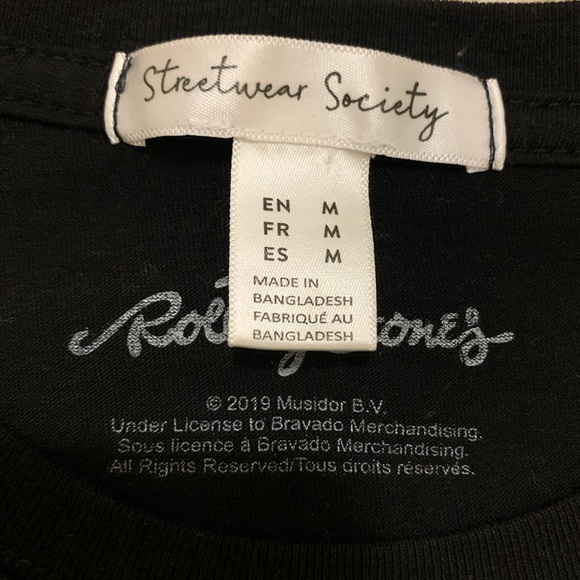 Streetwear Society
EN M
FR M
ES M
MADE IN
BANGLADESH
FABRIQUÉ AU
BANGLADESH
© 2019 Musidor B.V.
Under License to Bravado Merchandising.
Sous licence à Bravado Merchandising.
All Rights Reserved/Tous droits réservés.